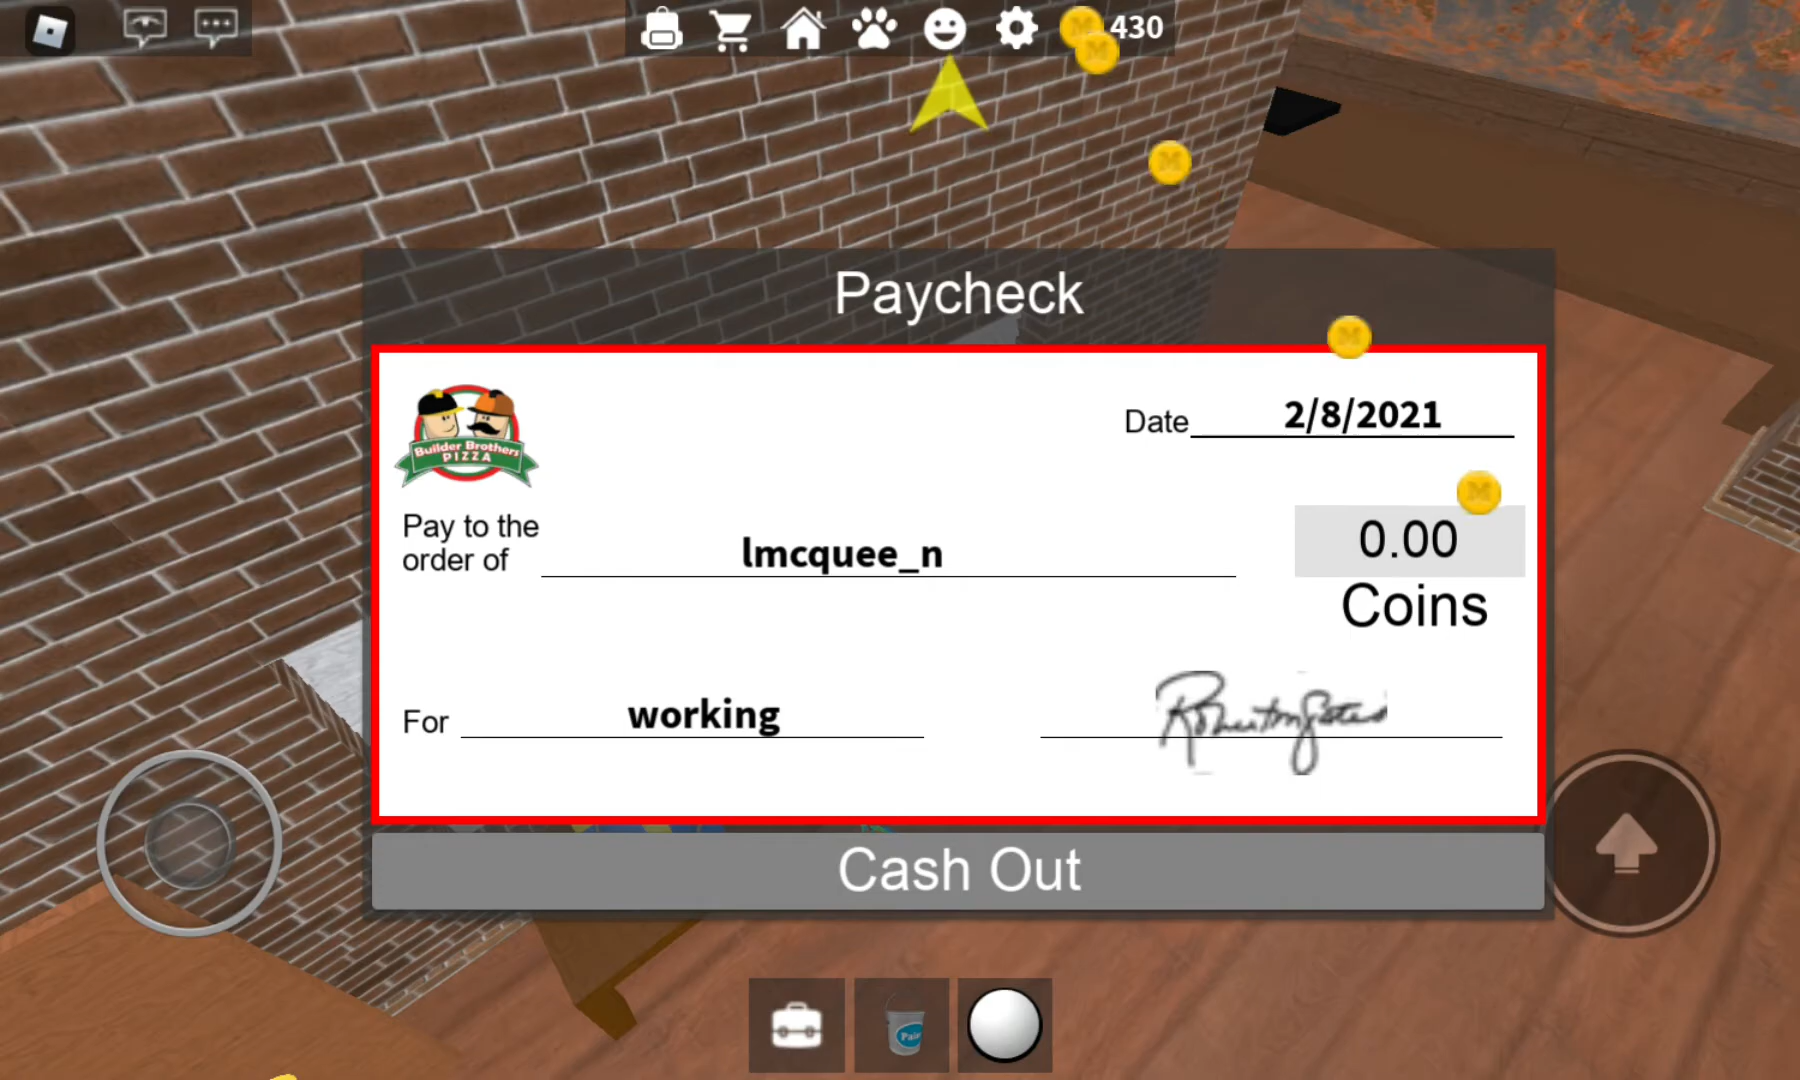 430
Paycheck
Builder Brothers
PIZZA
Date 2/8/2021
Pay to the
order of lmcquee_n
0.00
Coins
For working
Cash Out